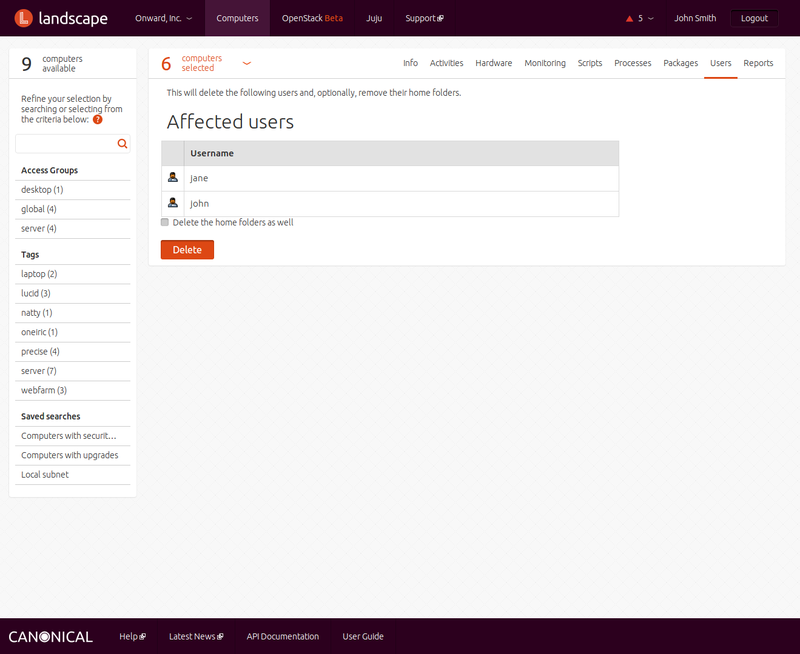 landscape
Onward, Inc.
Computers
OpenStack Beta
Juju
Support
5
John Smith
Logout
9 computers available
Refine your selection by
searching or selecting from
the criteria below: ?
Access Groups
desktop (1)
global (4)
server (4)
Tags
laptop (2)
lucid (3)
natty (1)
oneiric (1)
precise (4)
server (7)
webfarm (3)
Saved searches
Computers with securit...
Computers with upgrades
Local subnet
6 computers selected
Info
Activities
Hardware
Monitoring
Scripts
Processes
Packages
Users
Reports
This will delete the following users and, optionally, remove their home folders.
Affected users
Username
jane
john
Delete the home folders as well
Delete
CANONICAL
Help
Latest News
API Documentation
User Guide